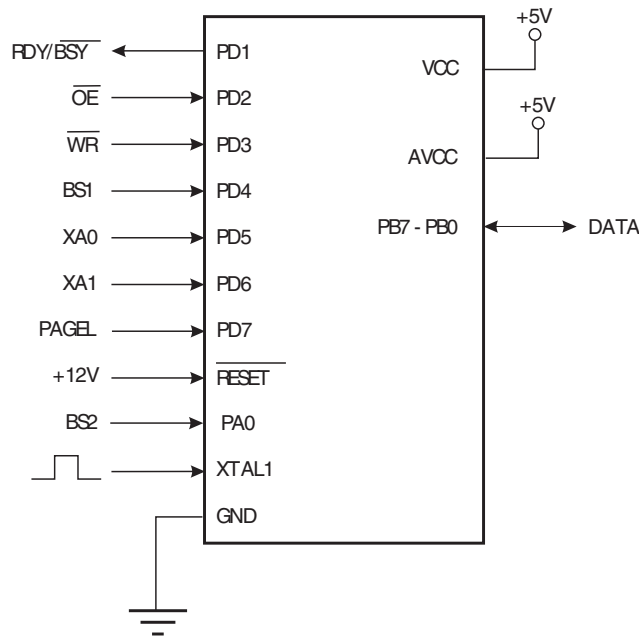 +5V
RDY/BSY PD1
VCC
OE PD2
+5V
WR PD3
AVCC
BS1 PD4
XA0 PD5 PB7 - PB0 DATA
XA1 PD6
PAGEL PD7
+12V RESET
BS2 PA0
XTAL1
GND